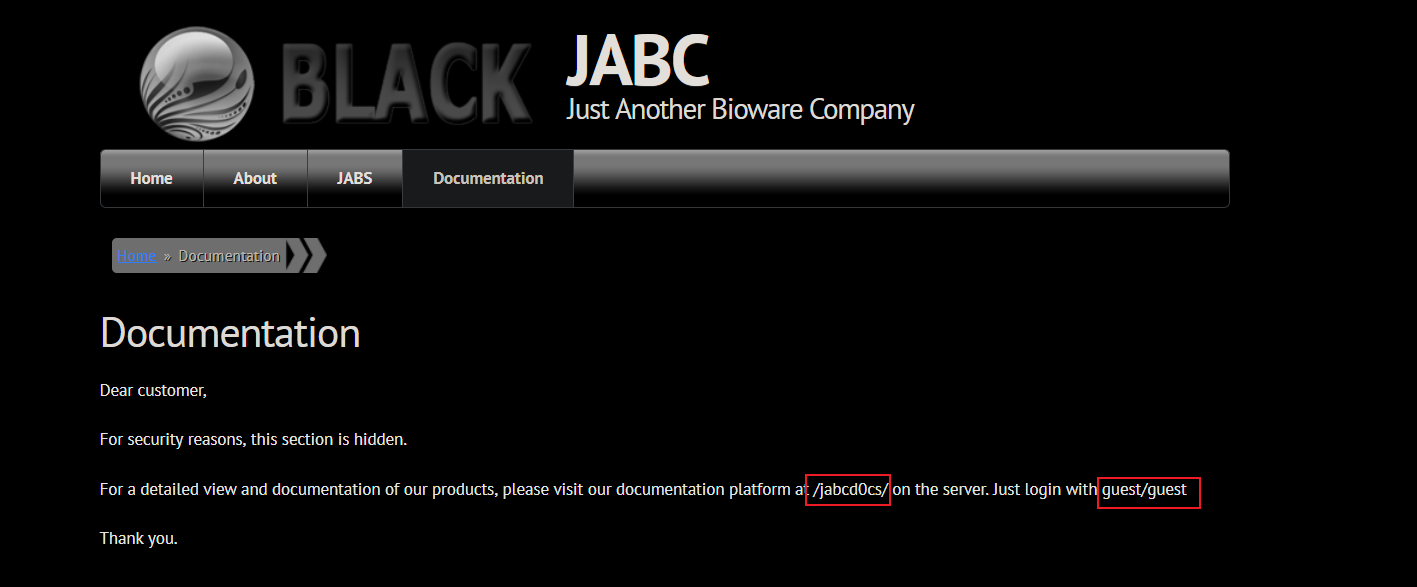 BLACK
JABC
Just Another Bioware Company
Home About JABS Documentation
Home » Documentation
Documentation
Dear customer,
For security reasons, this section is hidden.
For a detailed view and documentation of our products, please visit our documentation platform at /jabcd0cs/ on the server. Just login with guest/guest
Thank you.